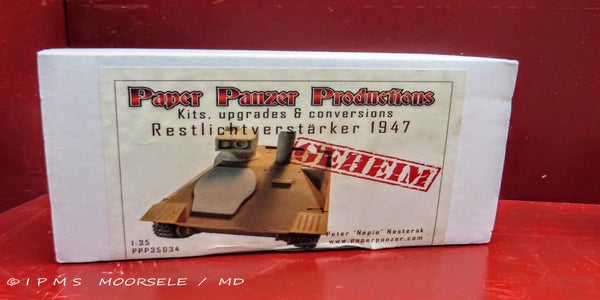 Paper Panzer Productions
Kits, upgrades & conversions
Restlichtverstärker 1947
GEHEIM
1:35
PPP35034
Peter 'Nepio' Nesterak
www.paperpanzer.com
© I P M S MOORSELE / MD